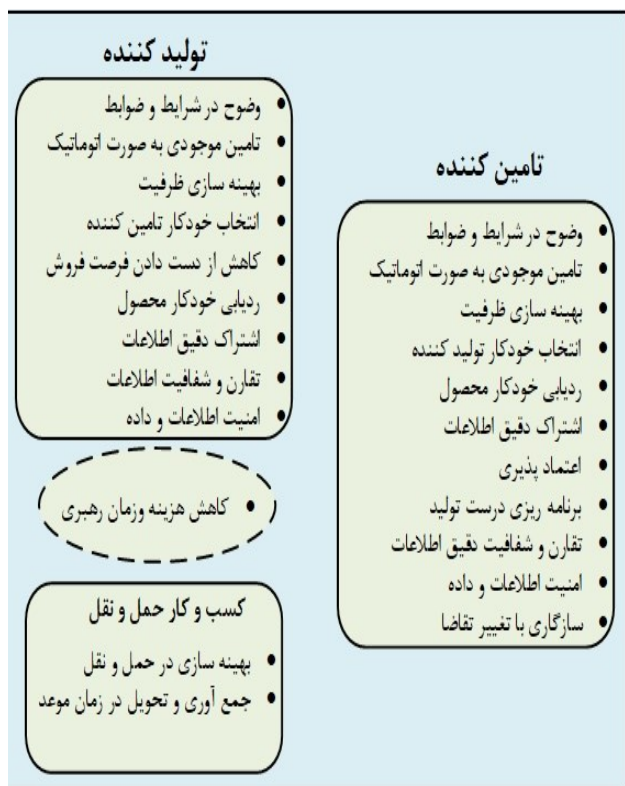 تولید کننده
• وضوح در شرایط و ضوابط
• تامین موجودی به صورت اتوماتیک
• بهینه سازی ظرفیت
• انتخاب خودکار تامین کننده
• کاهش از دست دادن فرصت فروش
• ردیابی خودکار محصول
• اشتراک دقیق اطلاعات
• تقارن و شفافیت اطلاعات
• امنیت اطلاعات و داده
تامین کننده
• وضوح در شرایط و ضوابط
• تامین موجودی به صورت اتوماتیک
• بهینه سازی ظرفیت
• انتخاب خودکار تولید کننده
• ردیابی خودکار محصول
• اشتراک دقیق اطلاعات
• اعتماد پذیری
• برنامه ریزی درست تولید
• تقارن و شفافیت دقیق اطلاعات
• امنیت اطلاعات و داده
• سازگاری با تغییر تقاضا
• کاهش هزینه وزمان رهبری
کسب و کار حمل و نقل
• بهینه سازی در حمل و نقل
• جمع آوری و تحویل در زمان موعد